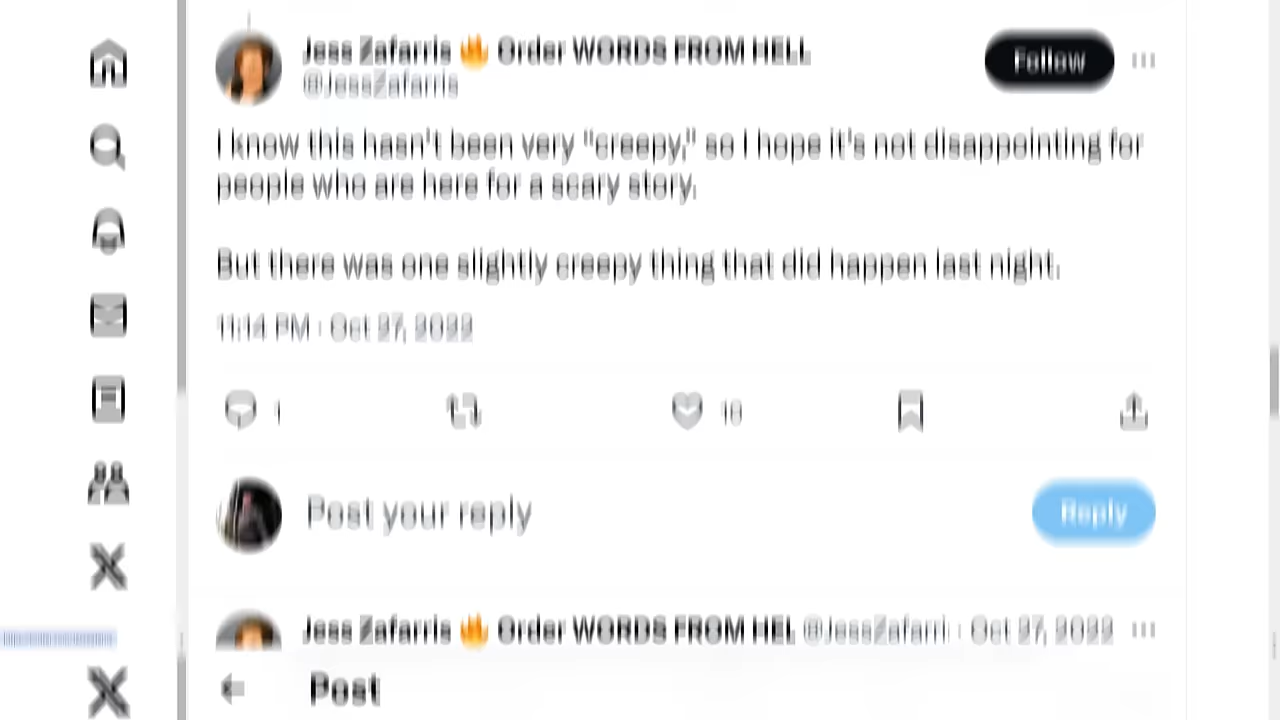 Jess Zafarris 🔥 Order WORDS FROM HELL
Follow
@JessZafarris
I know this hasn't been very "creepy," so I hope it's not disappointing for
people who are here for a scary story.
But there was one slightly creepy thing that did happen last night.
11:14 PM · Oct 27, 2022
1
Post your reply
Reply
Jess Zafarris 🔥 Order WORDS FROM HEL @JessZafarri · Oct 27, 2022
Post